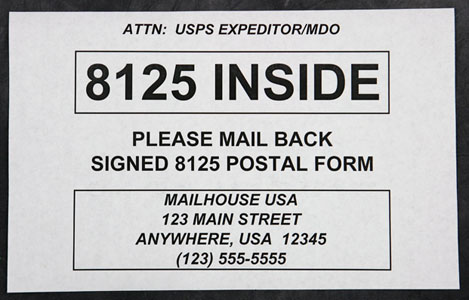 ATTN: USPS EXPEDITOR/MDO
8125 INSIDE
PLEASE MAIL BACK
SIGNED 8125 POSTAL FORM
MAILHOUSE USA
123 MAIN STREET
ANYWHERE, USA 12345
(123) 555-5555